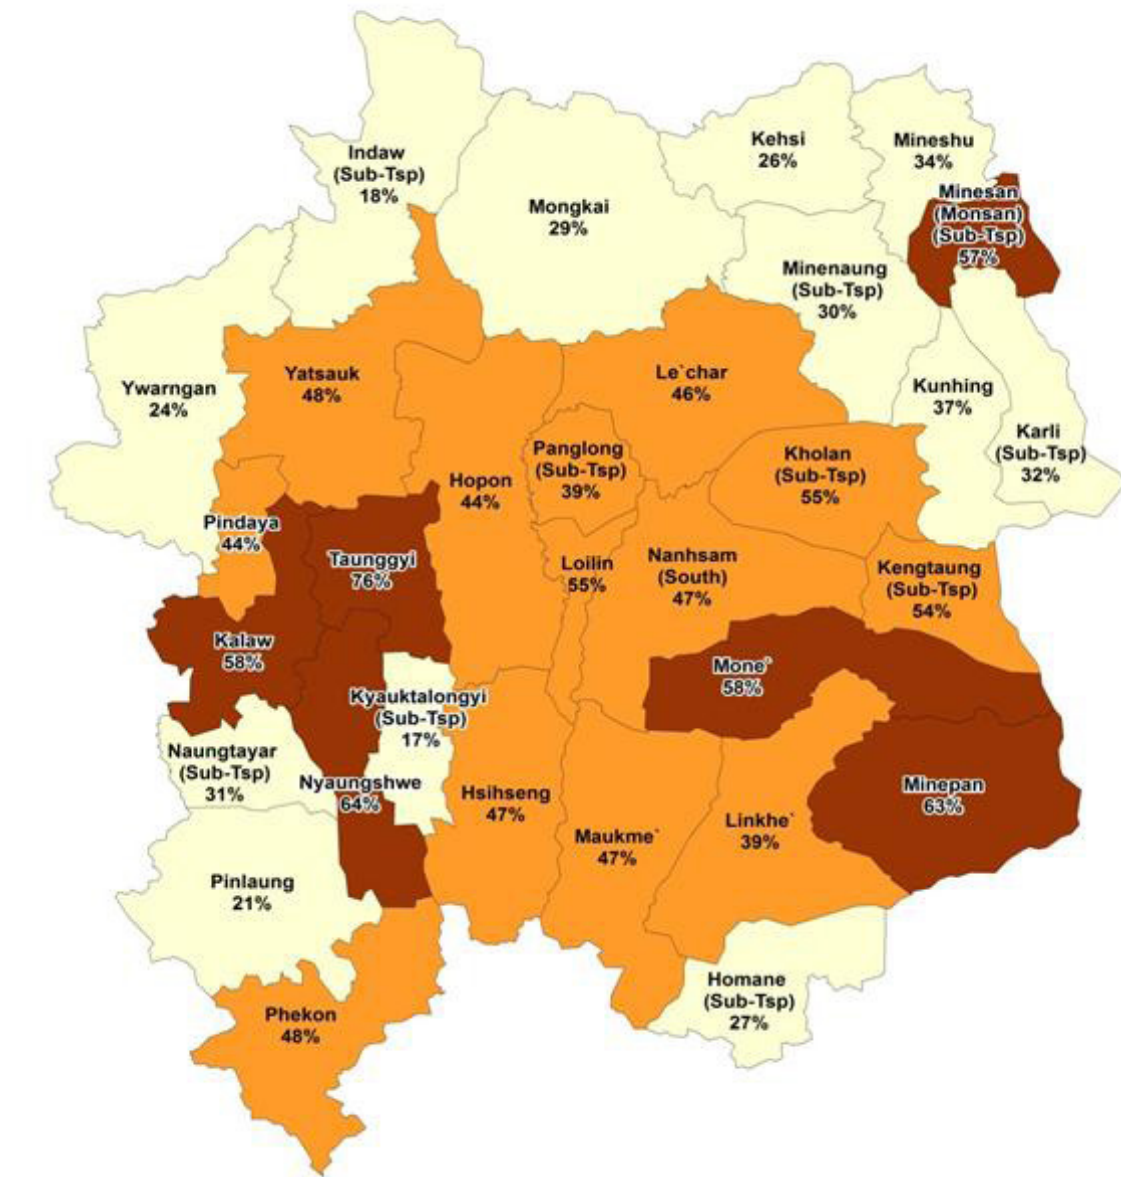 Kehsi
26%
Mineshu
34%
Indaw
(Sub-Tsp)
18%
Minesan
(Monsan)
(Sub-Tsp)
57%
Mongkai
29%
Minenaung
(Sub-Tsp)
30%
Ywarngan
24%
Yatsauk
48%
Le`char
46%
Kunhing
37%
Karli
(Sub-Tsp)
32%
Panglong
(Sub-Tsp)
39%
Kholan
(Sub-Tsp)
55%
Hopon
44%
Pindaya
44%
Taunggyi
76%
Loilin
55%
Nanhsam
(South)
47%
Kengtaung
(Sub-Tsp)
54%
Kalaw
58%
Mone`
58%
Kyauktalongyi
(Sub-Tsp)
17%
Naungtayar
(Sub-Tsp)
31%
Nyaungshwe
64%
Hsihseng
47%
Minepan
63%
Linkhe`
39%
Maukme`
47%
Pinlaung
21%
Homane
(Sub-Tsp)
27%
Phekon
48%